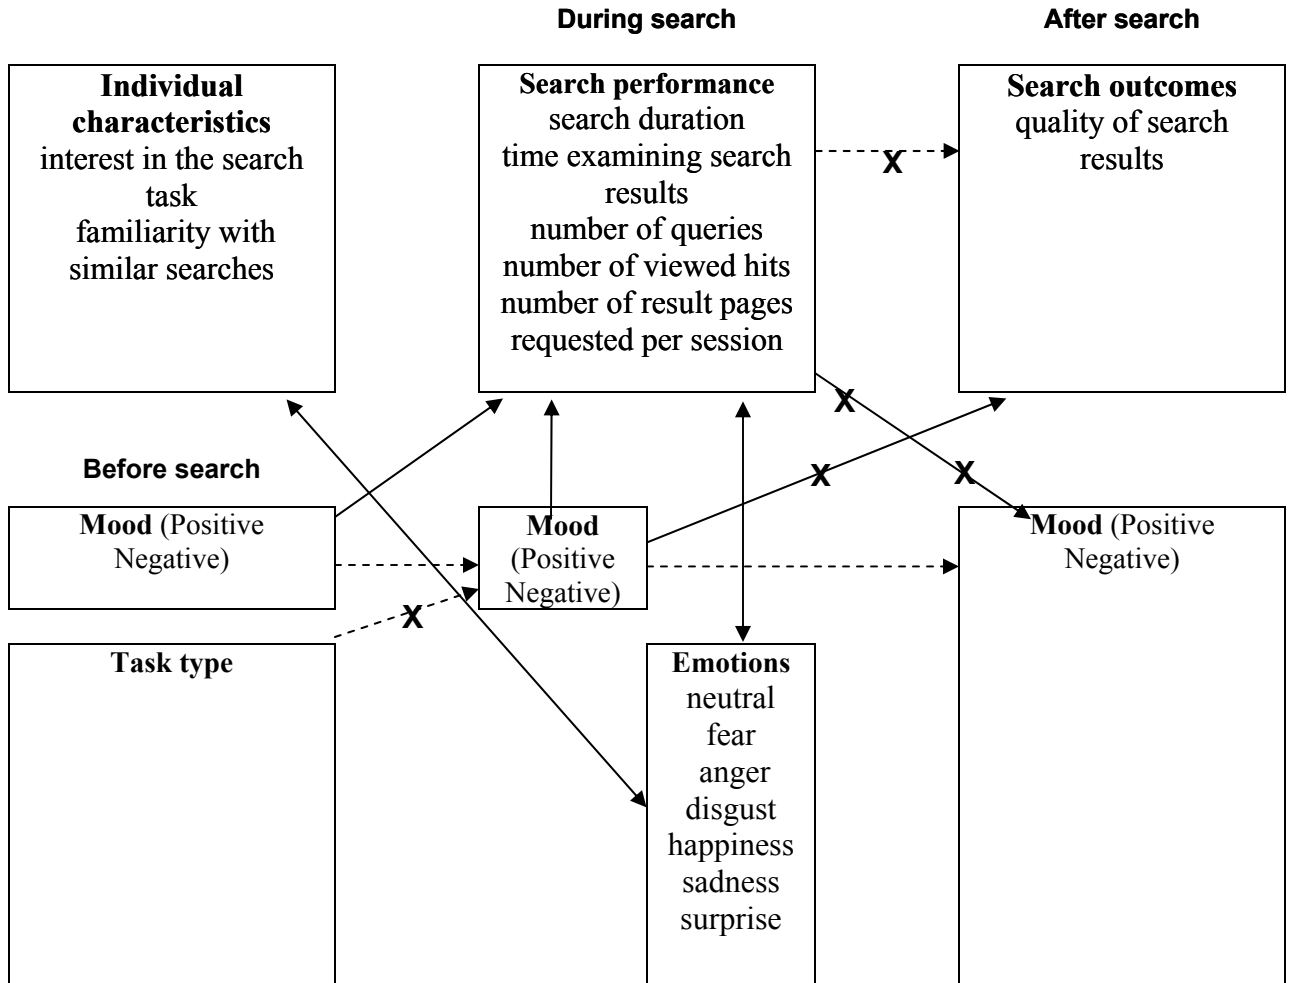 During search
After search
Individual
characteristics
interest in the search
task
familiarity with
similar searches
Search performance
search duration
time examining search
results
number of queries
number of viewed hits
number of result pages
requested per session
Search outcomes
quality of search
results
X
X
X
X
Before search
Mood (Positive
Negative)
Mood
(Positive
Negative)
Mood (Positive
Negative)
X
Task type
Emotions
neutral
fear
anger
disgust
happiness
sadness
surprise